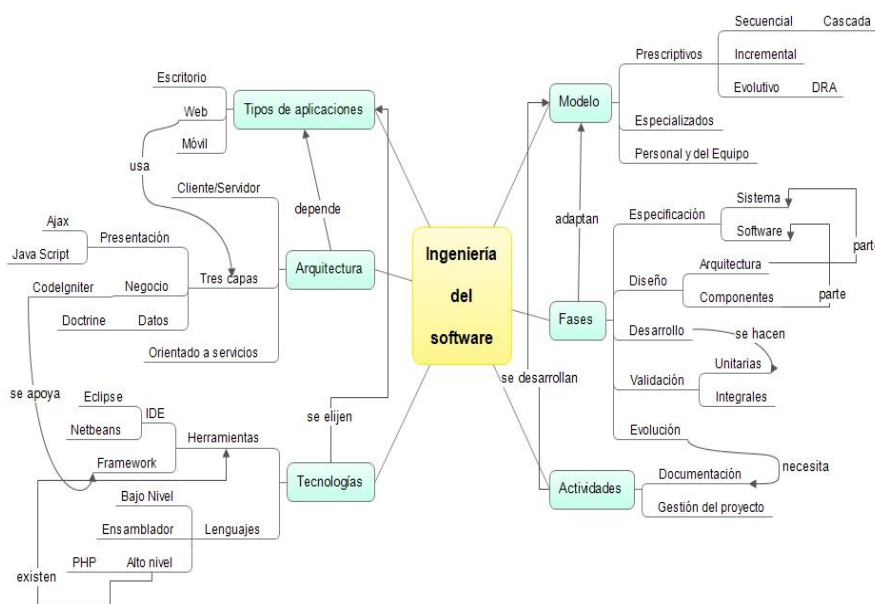 Ingeniería
del
software
Tipos de aplicaciones
Escritorio
Web
Móvil
usa
depende
Arquitectura
Cliente/Servidor
Tres capas
Presentación
Ajax
Java Script
Negocio
CodeIgniter
Datos
Doctrine
Orientado a servicios
se apoya
se elijen
Tecnologías
Herramientas
IDE
Eclipse
Netbeans
Framework
Lenguajes
Bajo Nivel
Ensamblador
Alto nivel
PHP
existen
Modelo
Prescriptivos
Secuencial
Cascada
Incremental
Evolutivo
DRA
Especializados
Personal y del Equipo
adaptan
Fases
Especificación
Sistema
Software
Diseño
Arquitectura
Componentes
parte
parte
Desarrollo
se hacen
Validación
Unitarias
Integrales
Evolución
necesita
se desarrollan
Actividades
Documentación
Gestión del proyecto